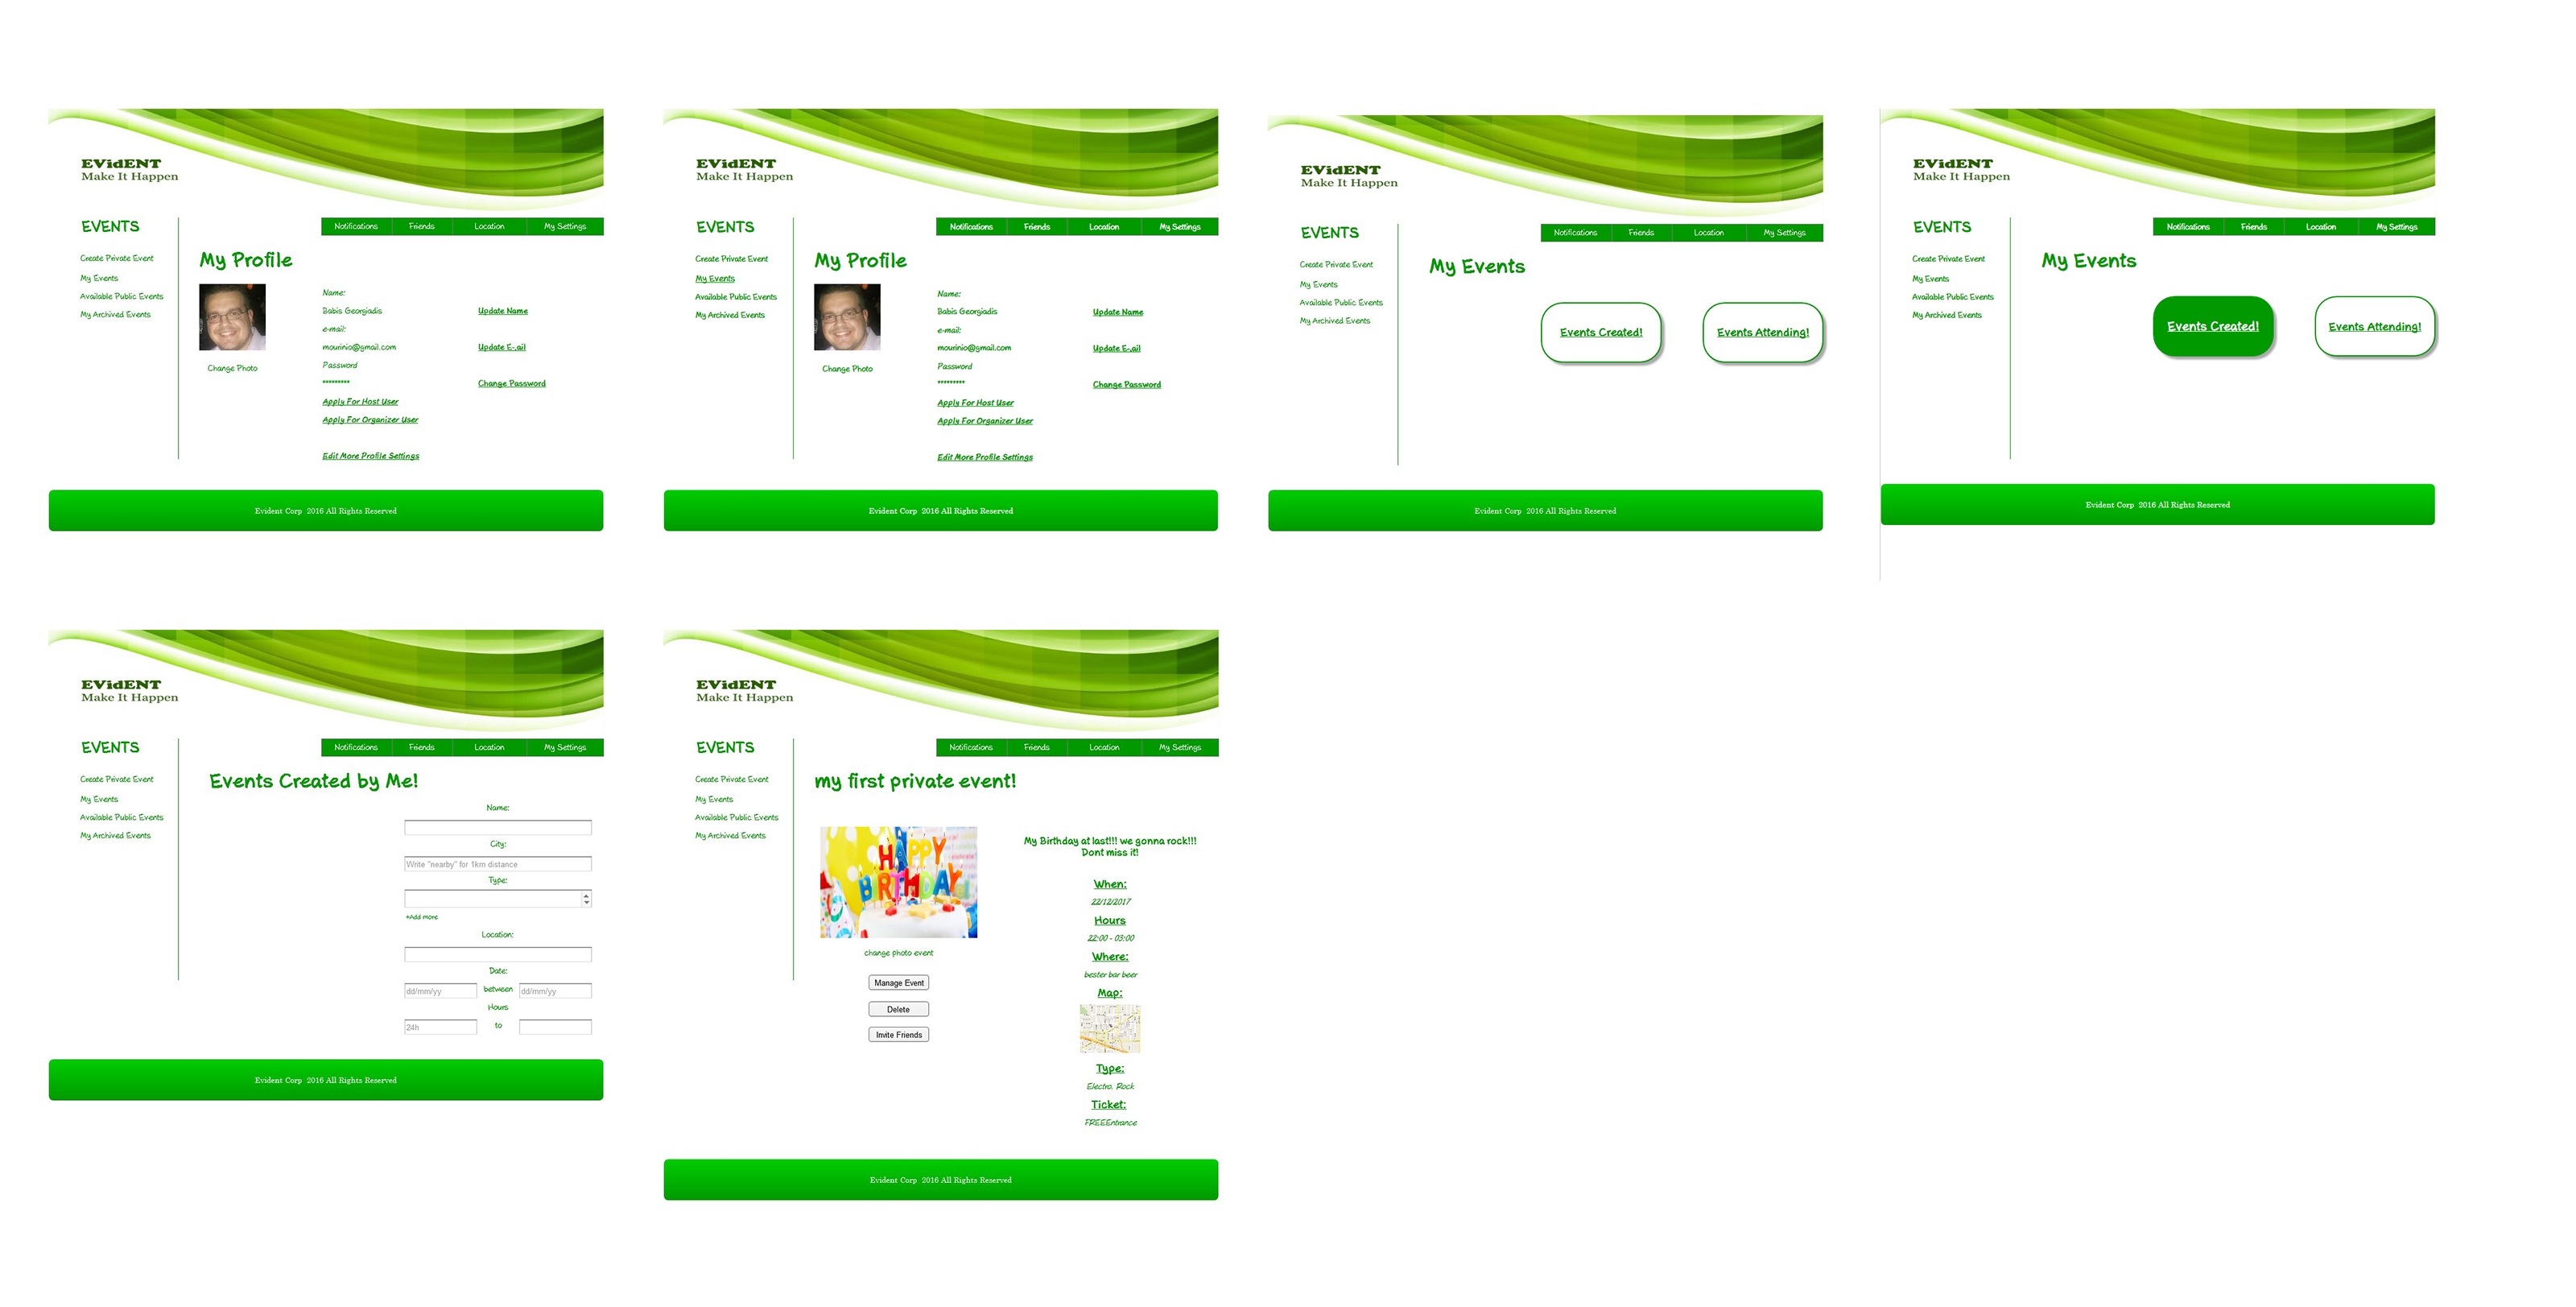 EVidENT
Make It Happen
EVENTS
Notifications Friends Location My Settings
Create Private Event
My Events
Available Public Events
My Archived Events
My Profile
Change Photo
Name:
Babis Georgiadis Update Name
e-mail:
mourinio@gmail.com Update E-.ail
Password
********* Change Password
Apply For Host User
Apply For Organizer User
Edit More Profile Settings
Evident Corp 2016 All Rights Reserved
EVidENT
Make It Happen
EVENTS
Notifications Friends Location My Settings
Create Private Event
My Events
Available Public Events
My Archived Events
My Profile
Change Photo
Name:
Babis Georgiadis Update Name
e-mail:
mourinio@gmail.com Update E-.ail
Password
********* Change Password
Apply For Host User
Apply For Organizer User
Edit More Profile Settings
Evident Corp 2016 All Rights Reserved
EVidENT
Make It Happen
EVENTS
Notifications Friends Location My Settings
Create Private Event
My Events
Available Public Events
My Archived Events
My Events
Events Created! Events Attending!
Evident Corp 2016 All Rights Reserved
EVidENT
Make It Happen
EVENTS
Notifications Friends Location My Settings
Create Private Event
My Events
Available Public Events
My Archived Events
My Events
Events Created! Events Attending!
Evident Corp 2016 All Rights Reserved
EVidENT
Make It Happen
EVENTS
Notifications Friends Location My Settings
Create Private Event
My Events
Available Public Events
My Archived Events
Events Created by Me!
Name:
City:
Write "nearby" for 1km distance
Type:
+Add more
Location:
Date:
dd/mm/yy between dd/mm/yy
Hours
24h to
Evident Corp 2016 All Rights Reserved
EVidENT
Make It Happen
EVENTS
Notifications Friends Location My Settings
Create Private Event
My Events
Available Public Events
My Archived Events
my first private event!
HAPPY
BIRTHDAY
change photo event
Manage Event
Delete
Invite Friends
My Birthday at last!!! we gonna rock!!!
Dont miss it!
When:
22/12/2017
Hours
22:00 - 03:00
Where:
bester bar beer
Map:
Type:
Electro. Rock
Ticket:
FREEEntrance
Evident Corp 2016 All Rights Reserved